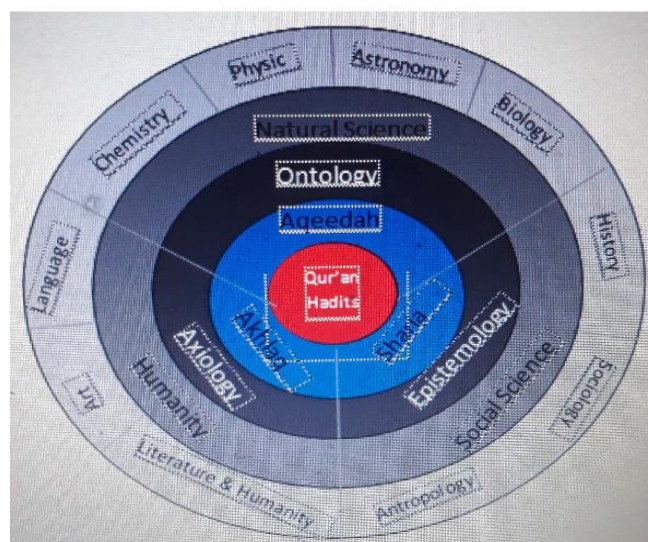 Physic
Astronomy
Chemistry
Biology
Natural Science
Ontology
Aqeedah
Language
History
Qur'an
Hadits
Akhlaq
Sharia
Axiology
Epistemology
Humanity
Social Science
Art
Sociology
Literature & Humanity
Antropology